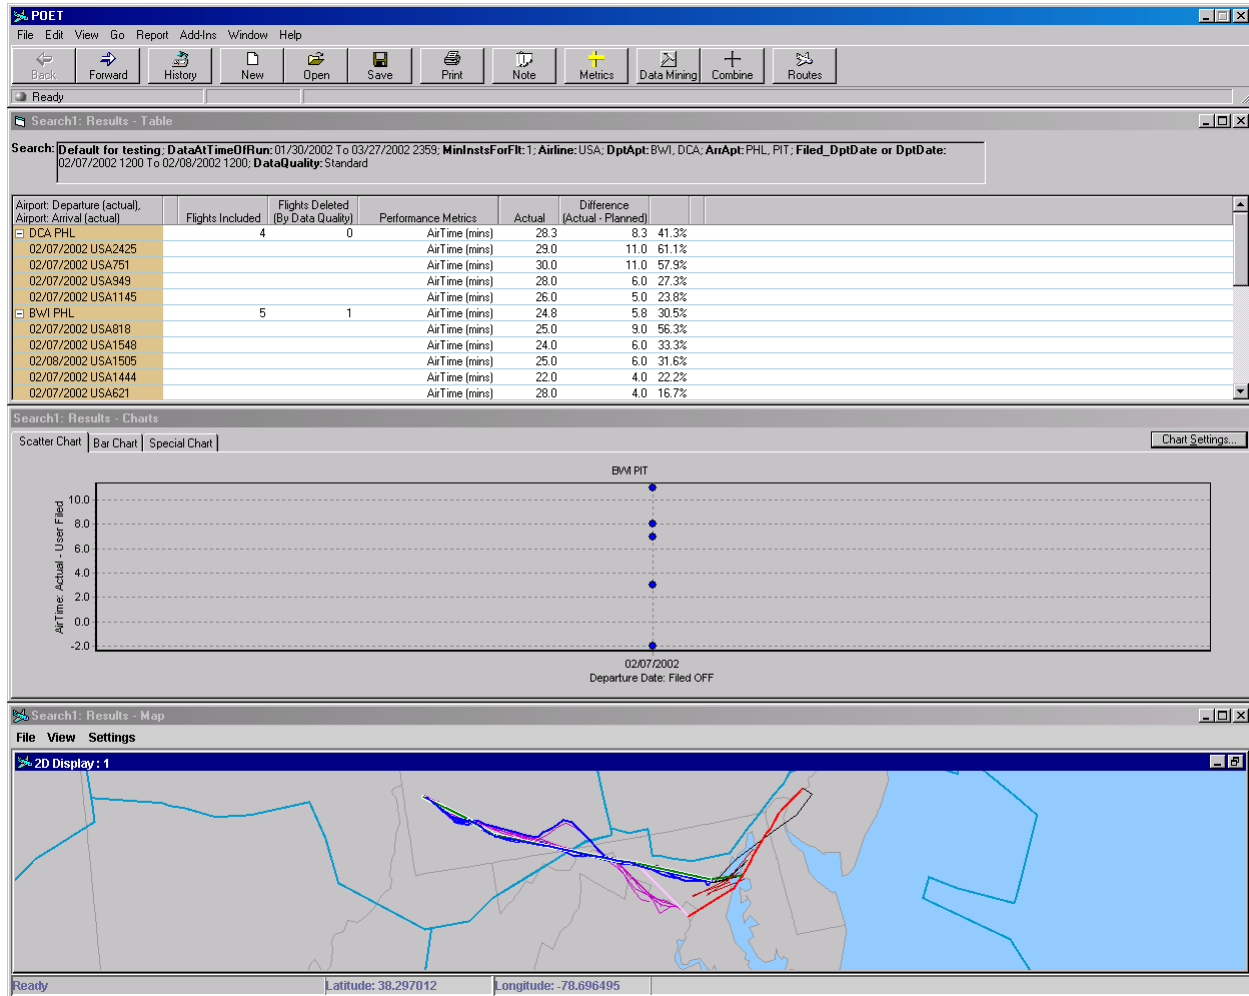 POET
File Edit View Go Report Add-Ins Window Help
Back Forward History New Open Save Print Note Metrics Data Mining Combine Routes
Ready
Search1: Results - Table
Search: Default for testing; DataAtTimeOfRun: 01/30/2002 To 03/27/2002 2359; MinInstsForFlt: 1; Airline: USA; DptApt: BWI, DCA; ArrApt: PHL, PIT; Filed_DptDate or DptDate:
02/07/2002 1200 To 02/08/2002 1200; DataQuality: Standard
Airport: Departure (actual), Flights Deleted Difference
Airport: Arrival (actual) Flights Included (By Data Quality) Performance Metrics Actual (Actual - Planned)
DCA PHL 4 0 AirTime (mins) 28.3 8.3 41.3%
02/07/2002 USA2425 AirTime (mins) 29.0 11.0 61.1%
02/07/2002 USA751 AirTime (mins) 30.0 11.0 57.9%
02/07/2002 USA949 AirTime (mins) 28.0 6.0 27.3%
02/07/2002 USA1145 AirTime (mins) 26.0 5.0 23.8%
BWI PHL 5 1 AirTime (mins) 24.8 5.8 30.5%
02/07/2002 USA818 AirTime (mins) 25.0 9.0 56.3%
02/07/2002 USA1548 AirTime (mins) 24.0 6.0 33.3%
02/08/2002 USA1505 AirTime (mins) 25.0 6.0 31.6%
02/07/2002 USA1444 AirTime (mins) 22.0 4.0 22.2%
02/07/2002 USA621 AirTime (mins) 28.0 4.0 16.7%
Search1: Results - Charts
Scatter Chart Bar Chart Special Chart Chart Settings...
BWI PIT
AirTime: Actual - User Filed
10.0
8.0
6.0
4.0
2.0
0.0
-2.0
02/07/2002
Departure Date: Filed OFF
Search1: Results - Map
File View Settings
2D Display : 1
Ready Latitude: 38.297012 Longitude: -78.696495